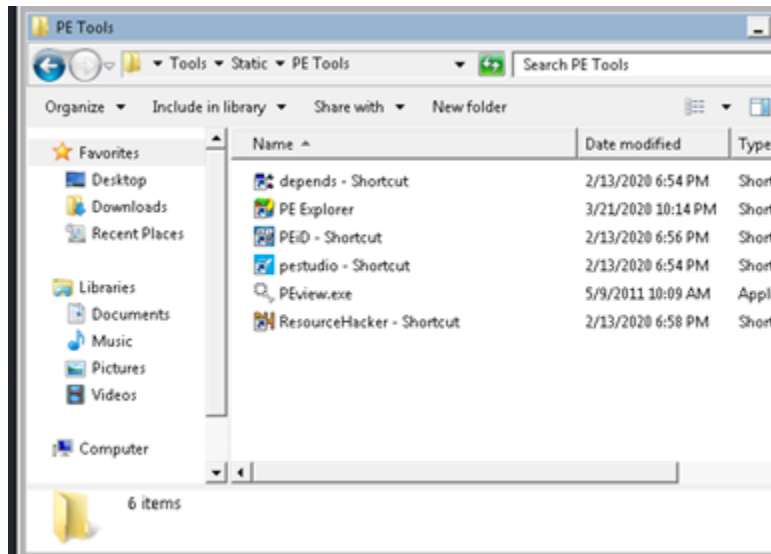 PE Tools
Tools Static PE Tools Search PE Tools
Organize Include in library Share with New folder
Favorites
Desktop
Downloads
Recent Places
Libraries
Documents
Music
Pictures
Videos
Computer
Name Date modified Type
depends - Shortcut 2/13/2020 6:54 PM Short
PE Explorer 3/21/2020 10:14 PM Short
PEiD - Shortcut 2/13/2020 6:56 PM Short
pestudio - Shortcut 2/13/2020 6:54 PM Short
PEview.exe 5/9/2011 10:09 AM Appl
ResourceHacker - Shortcut 2/13/2020 6:58 PM Short
6 items